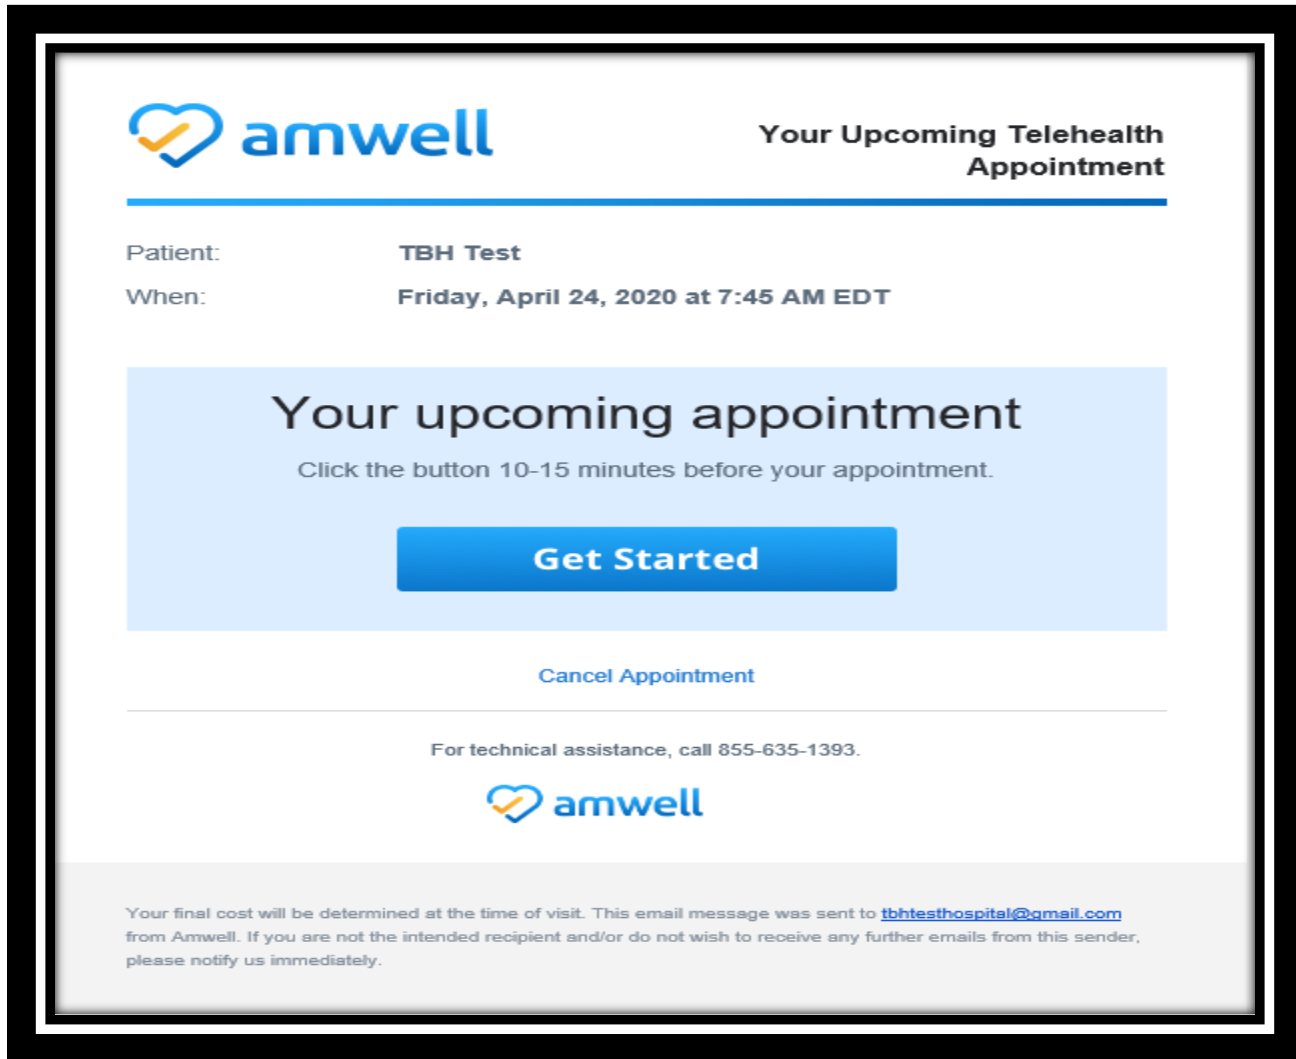 amwell
Your Upcoming Telehealth
Appointment
Patient: TBH Test
When: Friday, April 24, 2020 at 7:45 AM EDT
Your upcoming appointment
Click the button 10-15 minutes before your appointment.
Get Started
Cancel Appointment
For technical assistance, call 855-635-1393.
amwell
Your final cost will be determined at the time of visit. This email message was sent to tbhtesthospital@gmail.com
from Amwell. If you are not the intended recipient and/or do not wish to receive any further emails from this sender,
please notify us immediately.